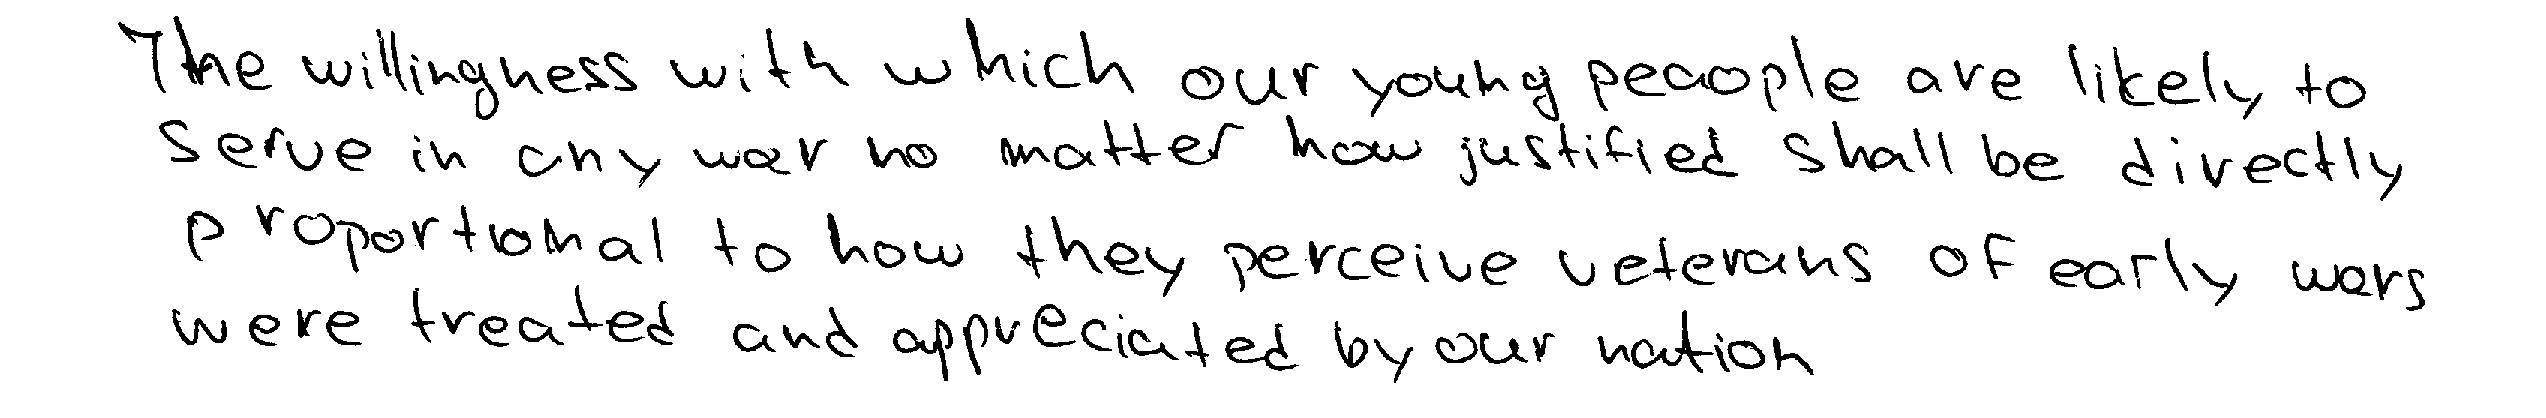 The willingness with which our young peaople are likely to
serve in any war no matter how justified shall be directly
proportional to how they perceive veterans of early wars
were treated and appreciated by our nation